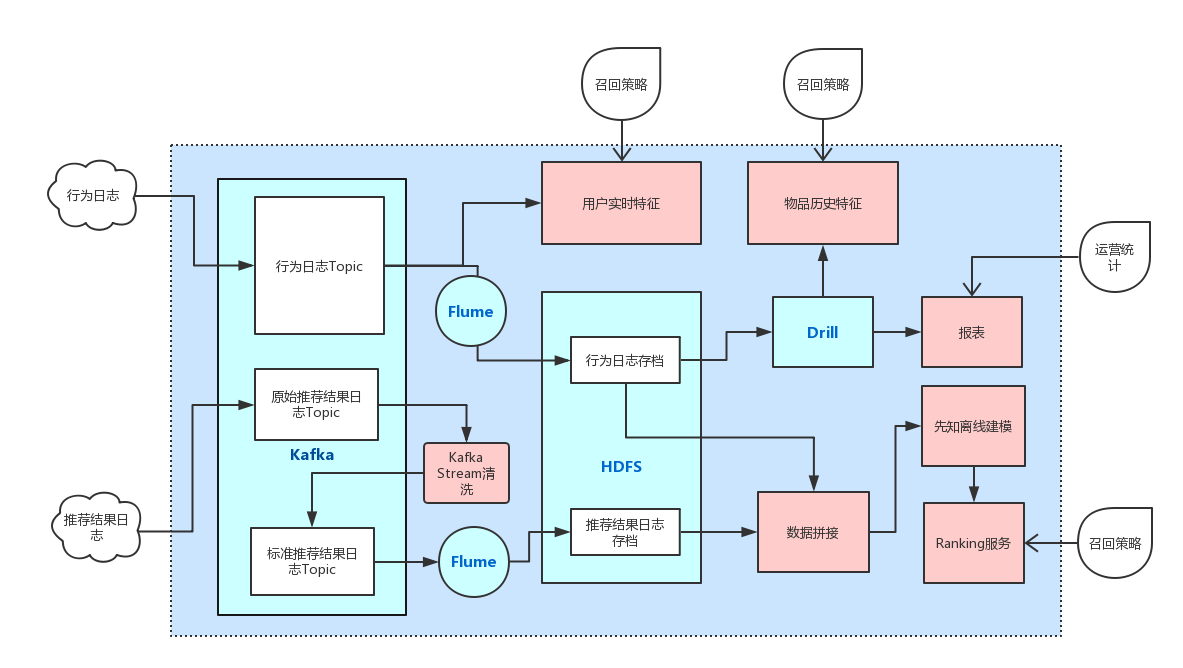 召回策略
召回策略
行为日志
用户实时特征
物品历史特征
行为日志Topic
运营统
计
Flume
Drill
报表
行为日志存档
原始推荐结果日
志Topic
先知离线建模
Kafka
Kafka
Stream清
洗
HDFS
推荐结果日
志
推荐结果日志
存档
数据拼接
标准推荐结果日
志Topic
Flume
Ranking服务
召回策略